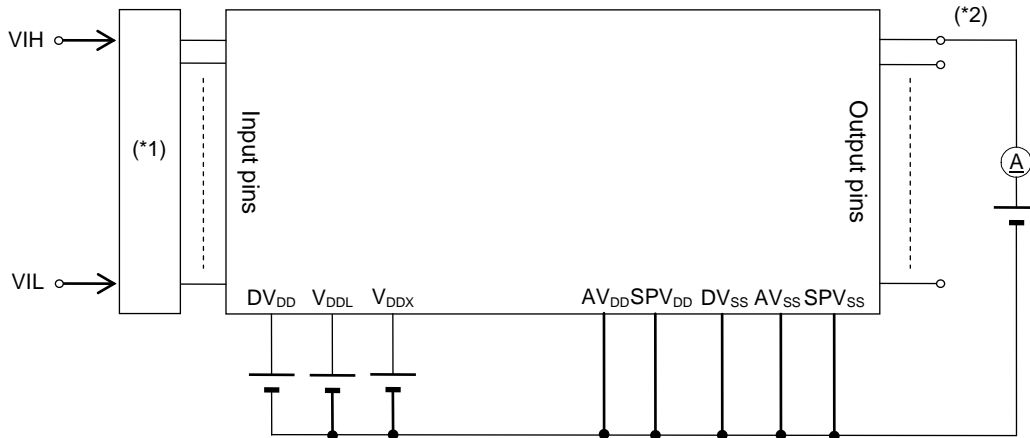 (*2)
VIH
(*1)
Input pins
Output pins
A
VIL
DVDD VDDL VDDX AVDD SPVDD DVSS AVSS SPVSS